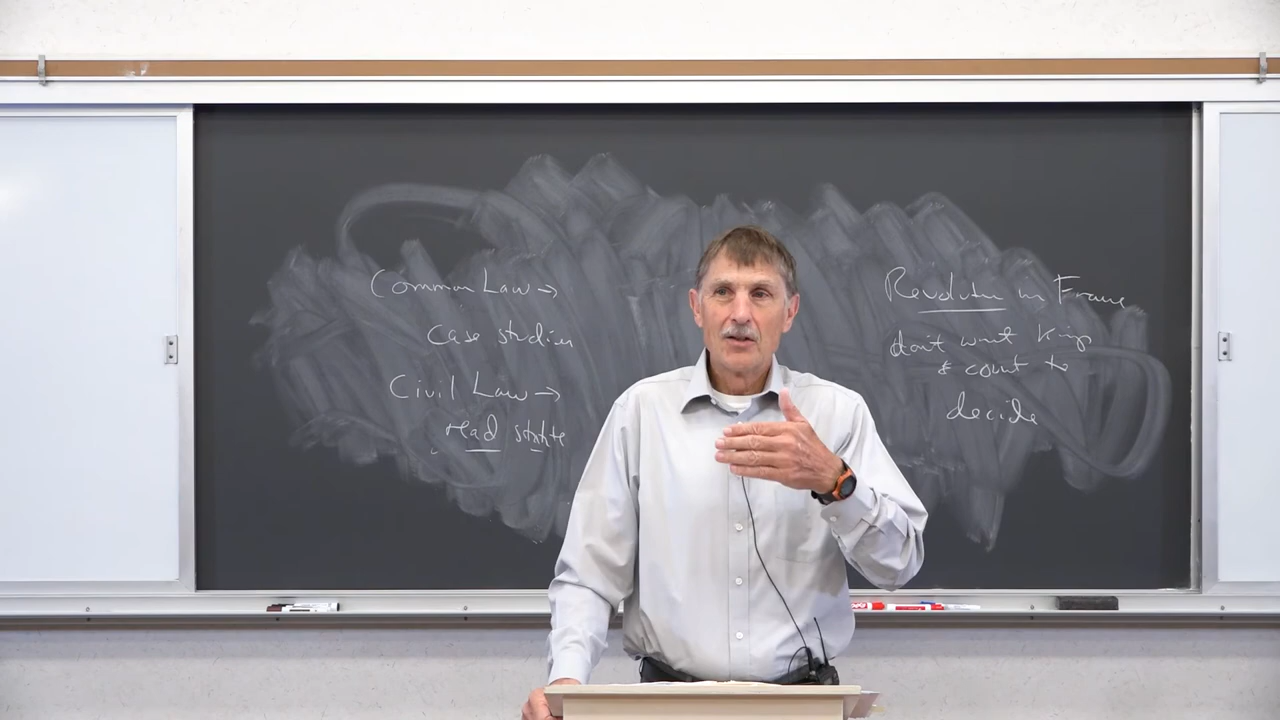 Common Law →
case studies
Civil Law →
read statute
Revolution in France
don't want king
& court to
decide